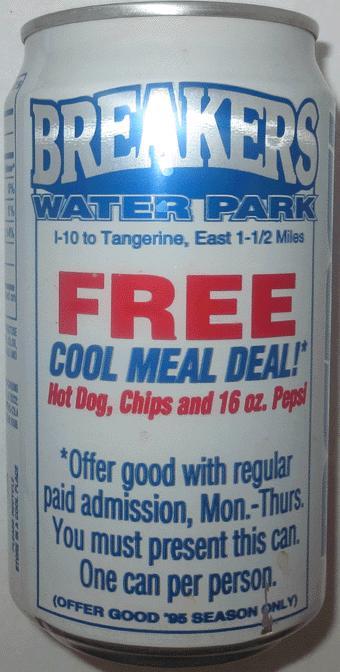 BREAKERS
WATER PARK
I-10 to Tangerine, East 1-1/2 Miles
FREE
COOL MEAL DEAL!*
Hot Dog, Chips and 16 oz. Pepsi
*Offer good with regular
paid admission, Mon.-Thurs.
You must present this can.
One can per person.
(OFFER GOOD '95 SEASON ONLY)